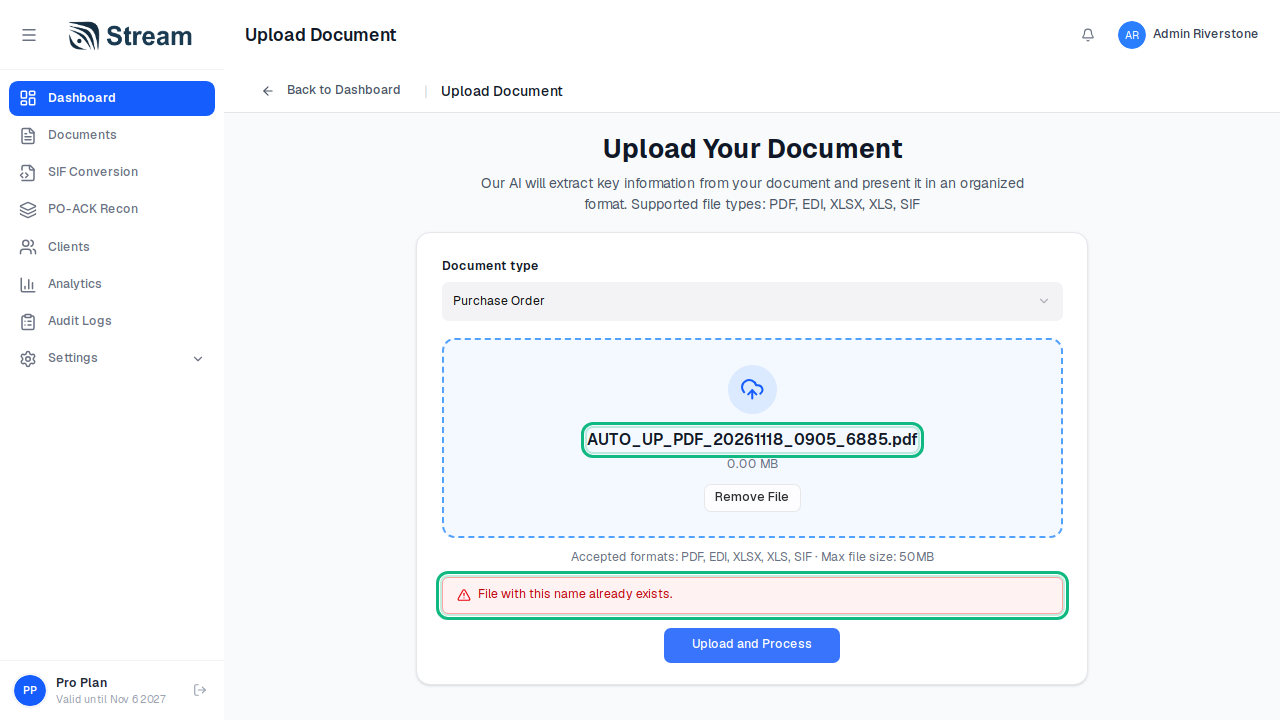 Stream
Upload Document
AR
Admin Riverstone
Dashboard
Documents
SIF Conversion
PO-ACK Recon
Clients
Analytics
Audit Logs
Settings
PP
Pro Plan
Valid until Nov 6 2027
Back to Dashboard
Upload Document
Upload Your Document
Our AI will extract key information from your document and present it in an organized
format. Supported file types: PDF, EDI, XLSX, XLS, SIF
Document type
Purchase Order
AUTO_UP_PDF_20261118_0905_6885.pdf
0.00 MB
Remove File
Accepted formats: PDF, EDI, XLSX, XLS, SIF · Max file size: 50MB
File with this name already exists.
Upload and Process